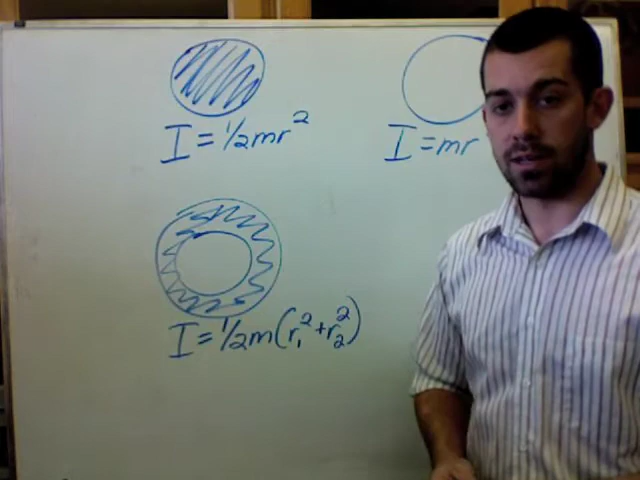 I = 1/2mr²
I = mr
I = 1/2m(r₁² + r₂²)